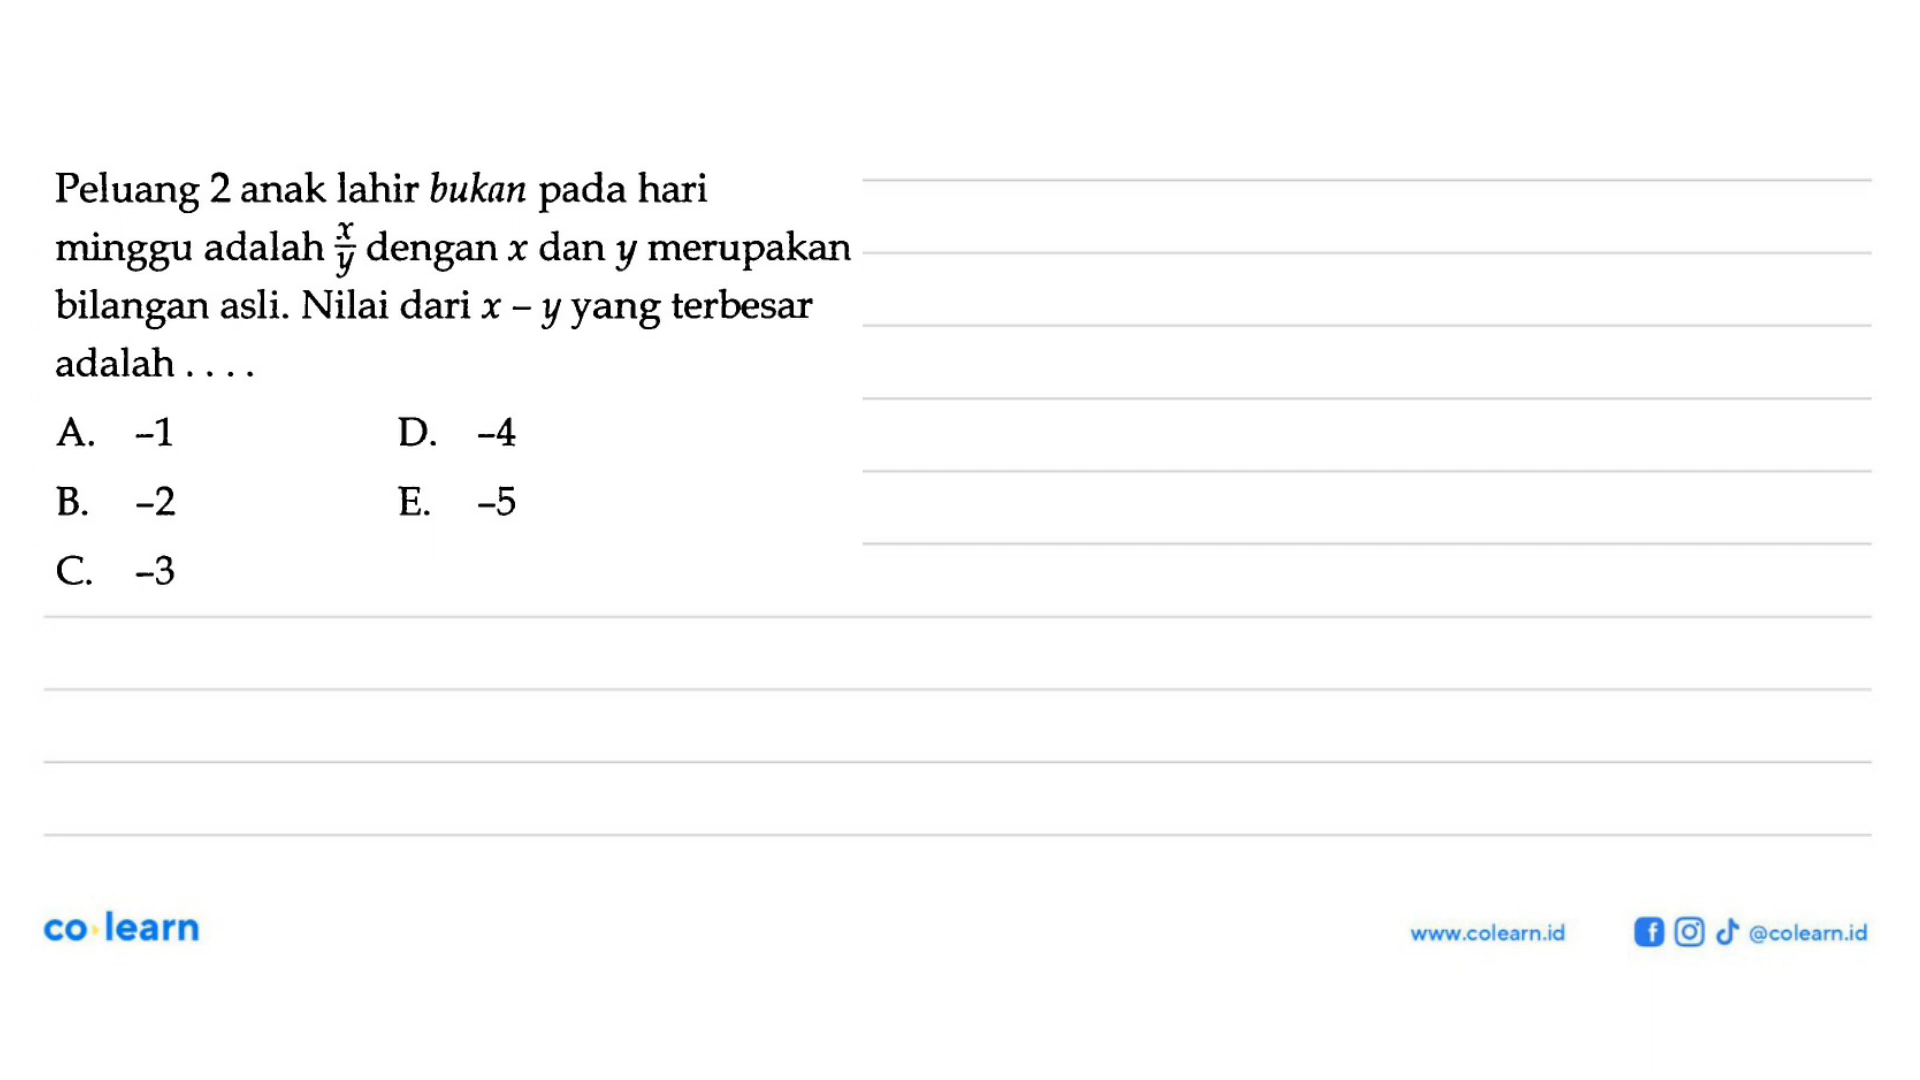 Peluang 2 anak lahir bukan pada hari
minggu adalah x/y dengan x dan y merupakan
bilangan asli. Nilai dari x – y yang terbesar
adalah . . . .
A. –1 D. –4
B. –2 E. –5
C. –3
co learn www.colearn.id @colearn.id